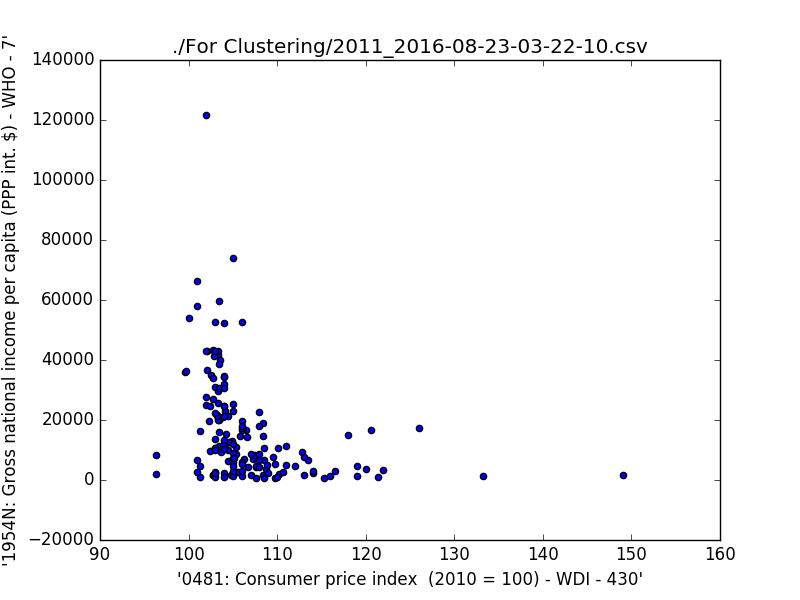 ./For Clustering/2011_2016-08-23-03-22-10.csv
'1954N: Gross national income per capita (PPP int. $) - WHO - 7'
140000
120000
100000
80000
60000
40000
20000
0
−20000
90 100 110 120 130 140 150 160
'0481: Consumer price index  (2010 = 100) - WDI - 430'